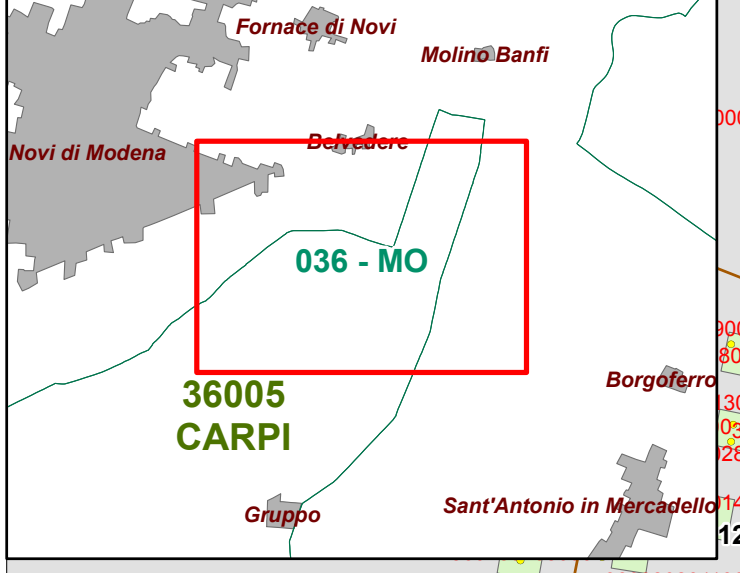 Fornace di Novi
Molino Banfi
Belvedere
Novi di Modena
036 - MO
36005
CARPI
Borgoferro
Sant'Antonio in Mercadello
Gruppo